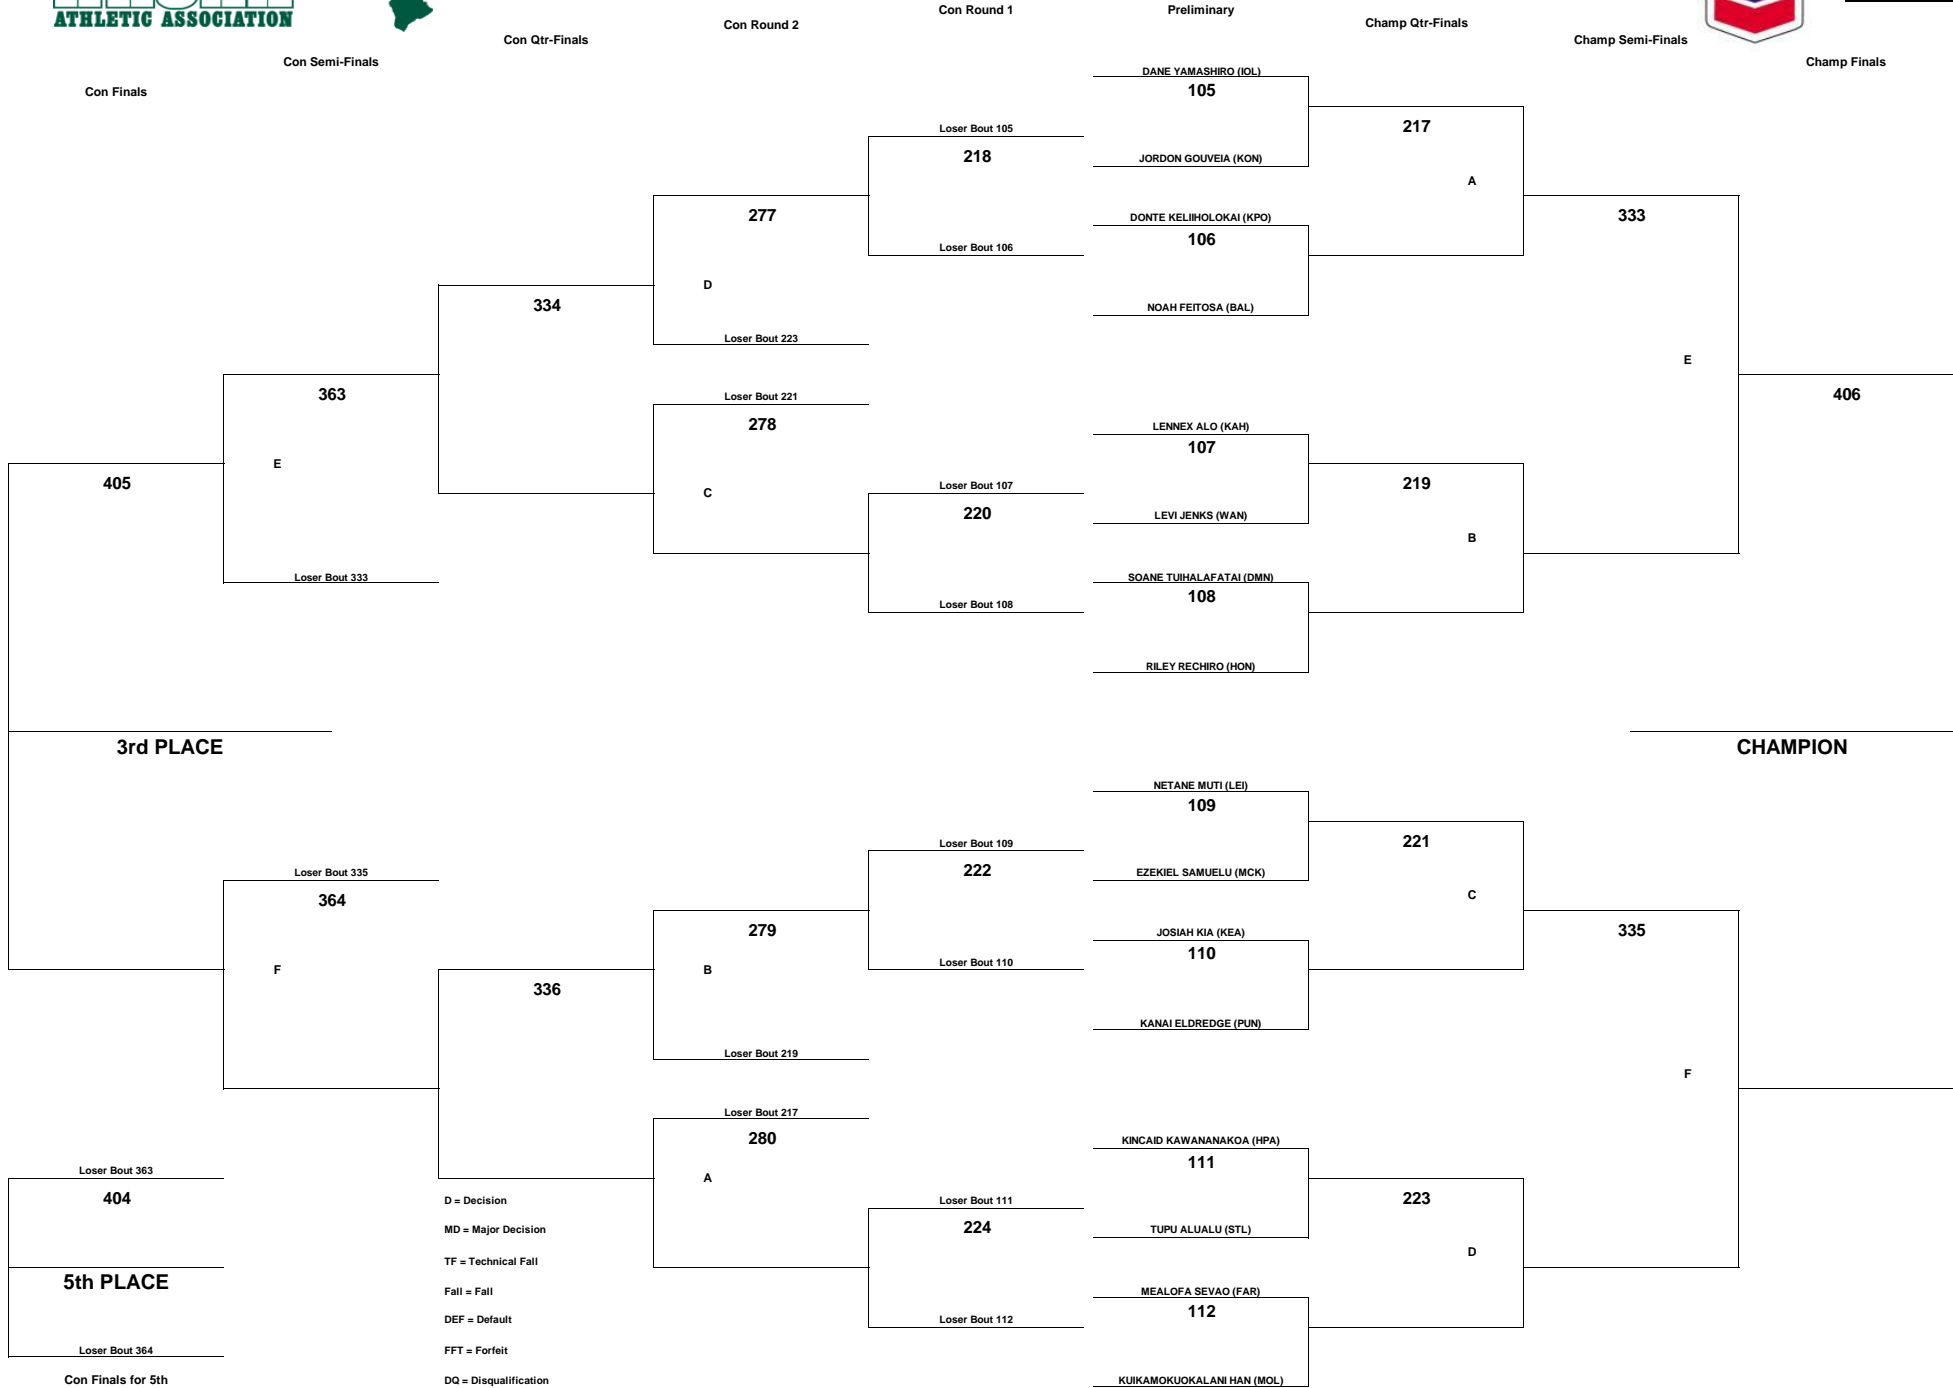 ATHLETIC ASSOCIATION
Con Round 1
Preliminary
Con Round 2
Champ Qtr-Finals
Con Qtr-Finals
Champ Semi-Finals
Con Semi-Finals
Champ Finals
Con Finals
DANE YAMASHIRO (IOL)
105
JORDON GOUVEIA (KON)
Loser Bout 105
218
Loser Bout 106
217
A
DONTE KELIIHOLOKAI (KPO)
106
NOAH FEITOSA (BAL)
277
D
Loser Bout 223
333
E
334
Loser Bout 221
278
C
363
E
Loser Bout 333
406
405
LENNEX ALO (KAH)
107
LEVI JENKS (WAN)
Loser Bout 107
220
Loser Bout 108
219
B
SOANE TUIHALAFATAI (DMN)
108
RILEY RECHIRO (HON)
3rd PLACE
CHAMPION
NETANE MUTI (LEI)
109
EZEKIEL SAMUELU (MCK)
Loser Bout 109
222
Loser Bout 110
221
C
Loser Bout 335
364
F
JOSIAH KIA (KEA)
110
KANAI ELDREDGE (PUN)
279
B
Loser Bout 219
335
F
336
Loser Bout 217
280
A
KINCAID KAWANANAKOA (HPA)
111
TUPU ALUALU (STL)
Loser Bout 111
224
Loser Bout 112
223
D
MEALOFA SEVAO (FAR)
112
KUIKAMOKUOKALANI HAN (MOL)
Loser Bout 363
404
5th PLACE
Loser Bout 364
Con Finals for 5th
D = Decision
MD = Major Decision
TF = Technical Fall
Fall = Fall
DEF = Default
FFT = Forfeit
DQ = Disqualification